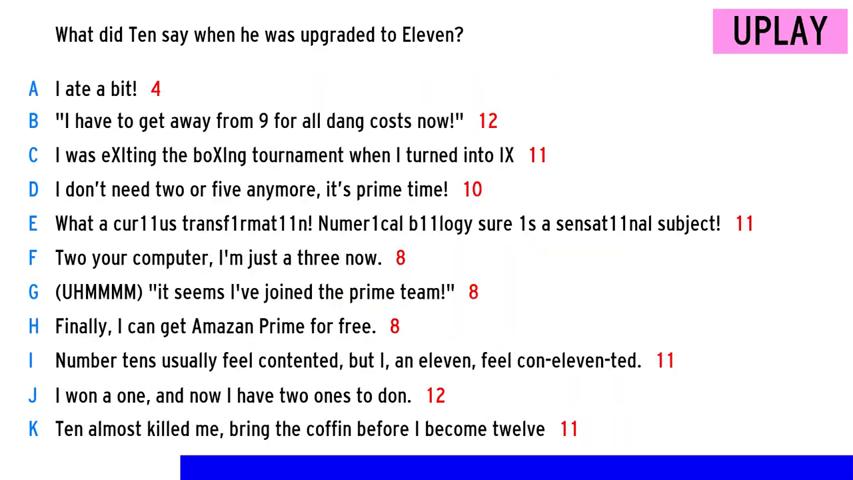 What did Ten say when he was upgraded to Eleven?
UPLAY
A I ate a bit! 4
B "I have to get away from 9 for all dang costs now!" 12
C I was eXIting the boXIng tournament when I turned into IX 11
D I don't need two or five anymore, it's prime time! 10
E What a cur11us transf1rmat11n! Numer1cal b11logy sure 1s a sensat11nal subject! 11
F Two your computer, I'm just a three now. 8
G (UHMMMM) "it seems I've joined the prime team!" 8
H Finally, I can get Amazan Prime for free. 8
I Number tens usually feel contented, but I, an eleven, feel con-eleven-ted. 11
J I won a one, and now I have two ones to don. 12
K Ten almost killed me, bring the coffin before I become twelve 11